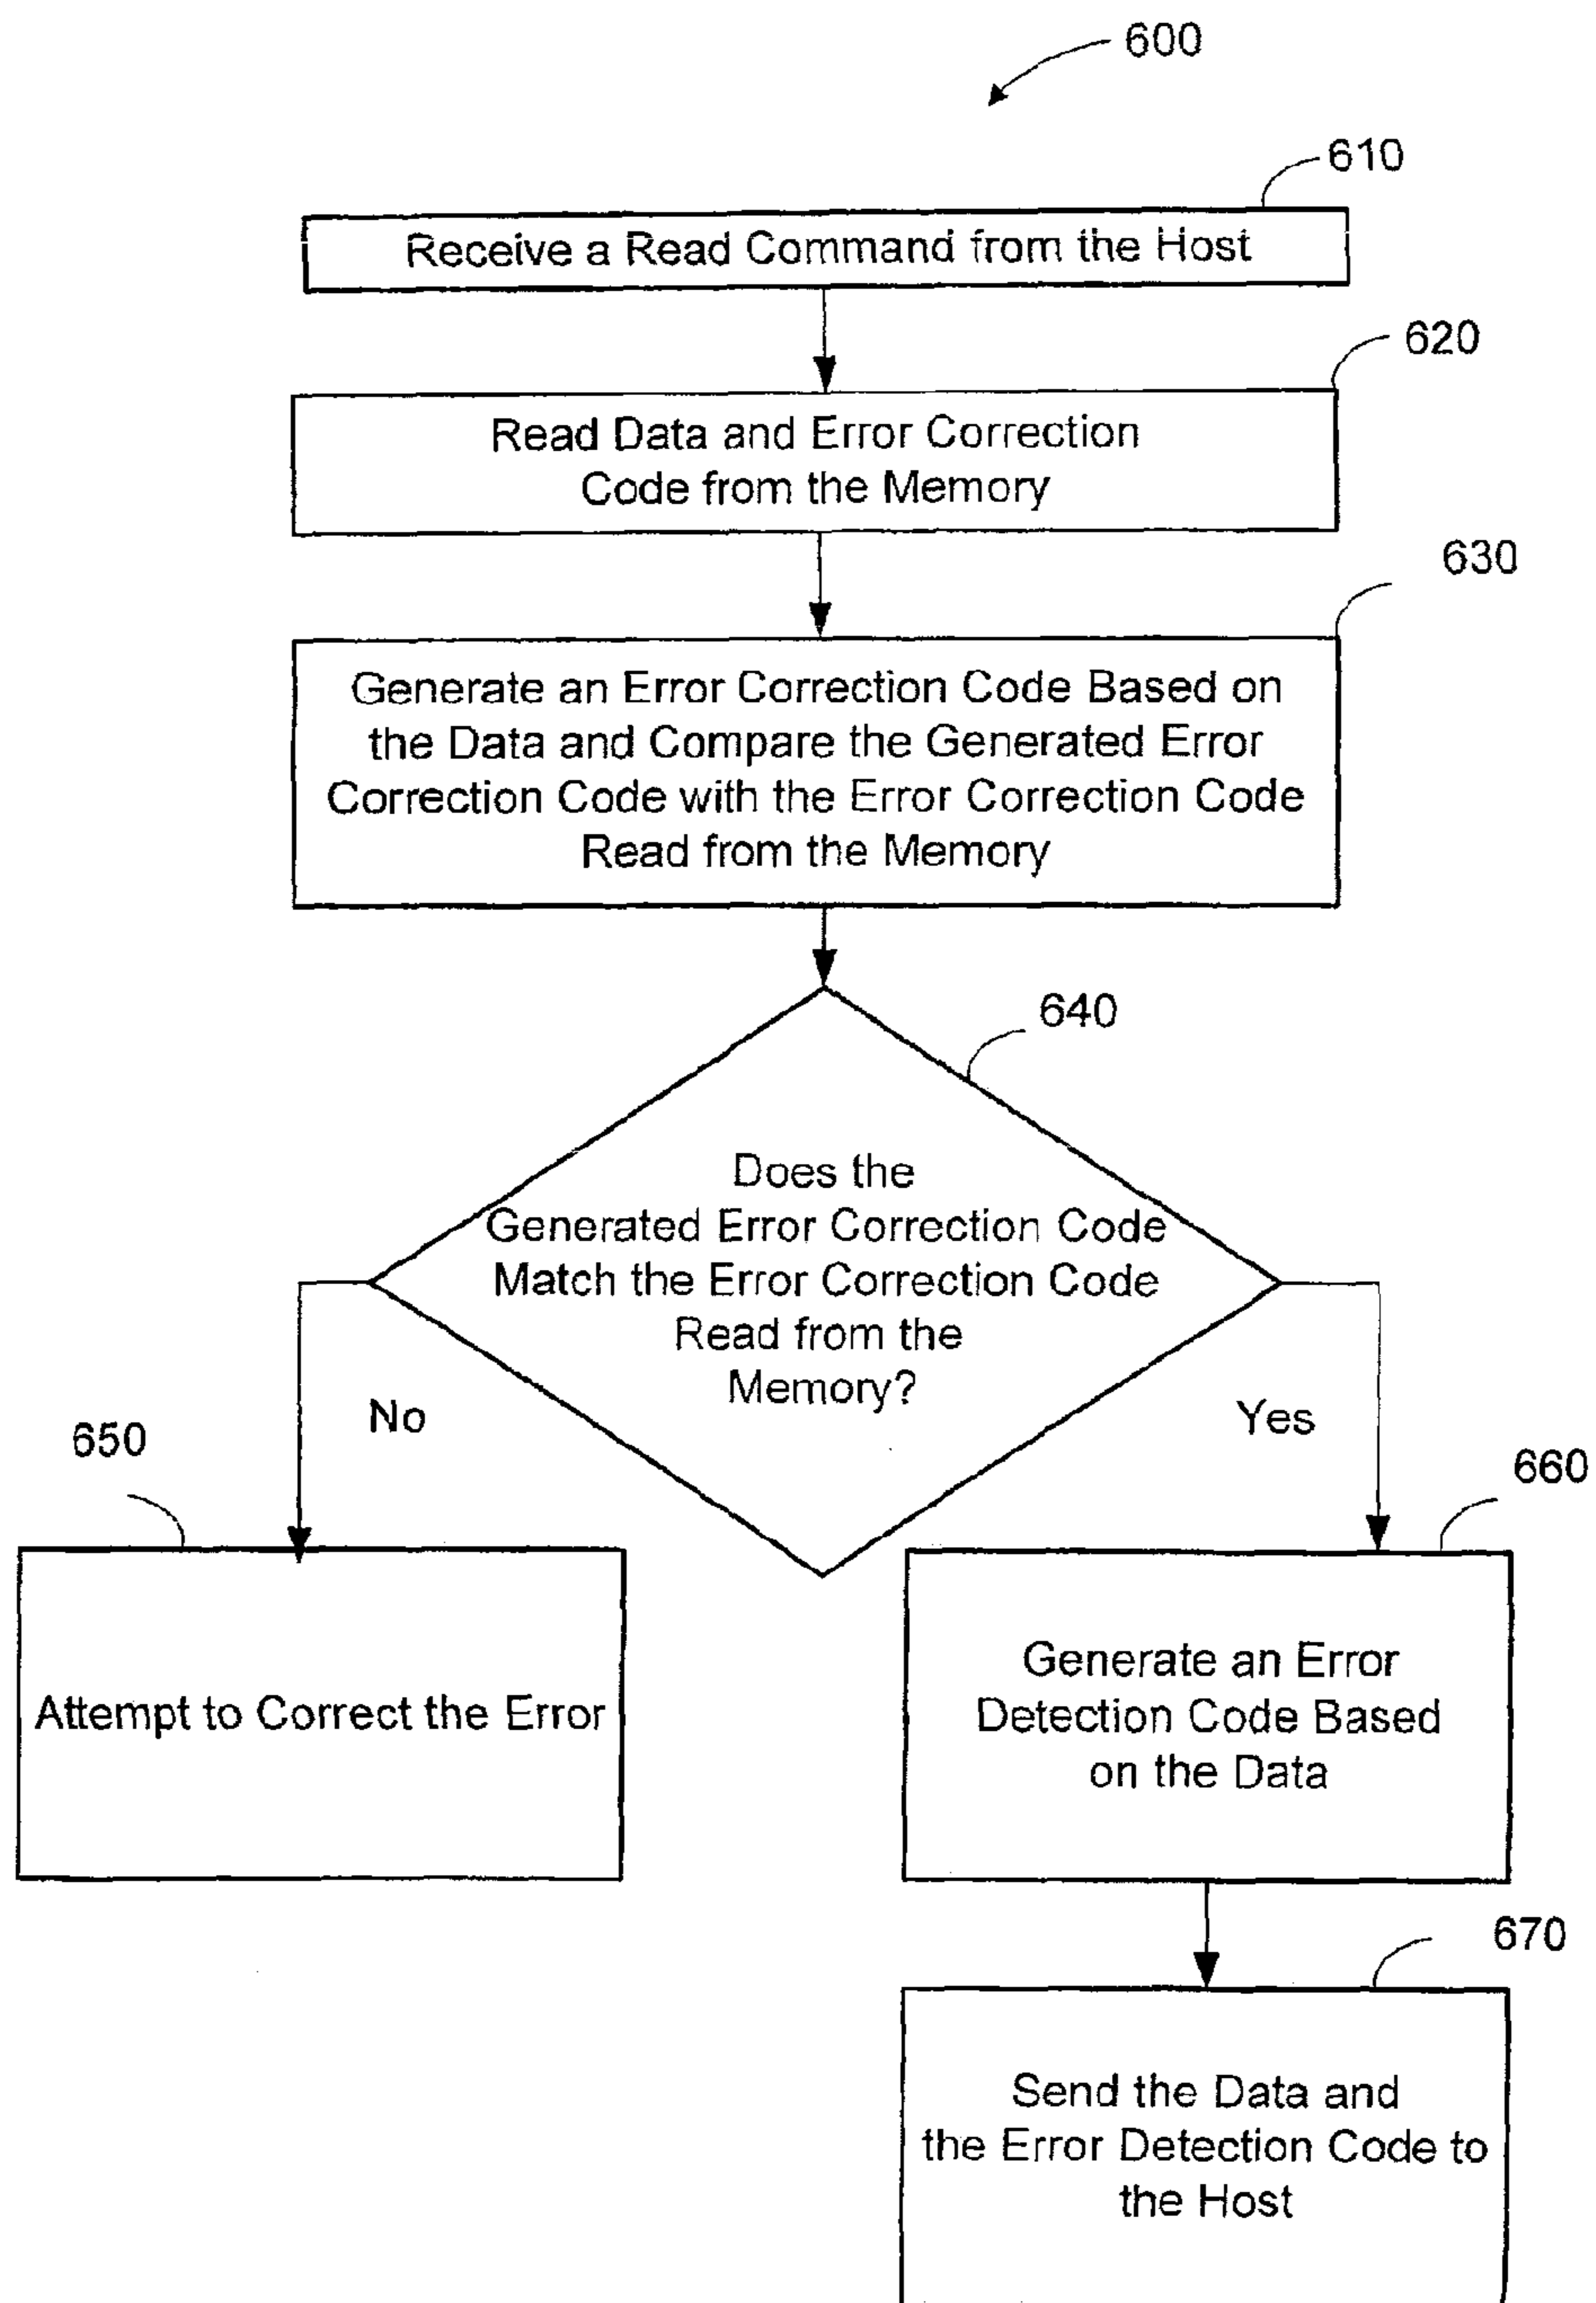 600
610
Receive a Read Command from the Host
620
Read Data and Error Correction
Code from the Memory
630
Generate an Error Correction Code Based on
the Data and Compare the Generated Error
Correction Code with the Error Correction Code
Read from the Memory
640
Does the
Generated Error Correction Code
Match the Error Correction Code
Read from the
Memory?
No
Yes
650
660
Attempt to Correct the Error
Generate an Error
Detection Code Based
on the Data
670
Send the Data and
the Error Detection Code to
the Host